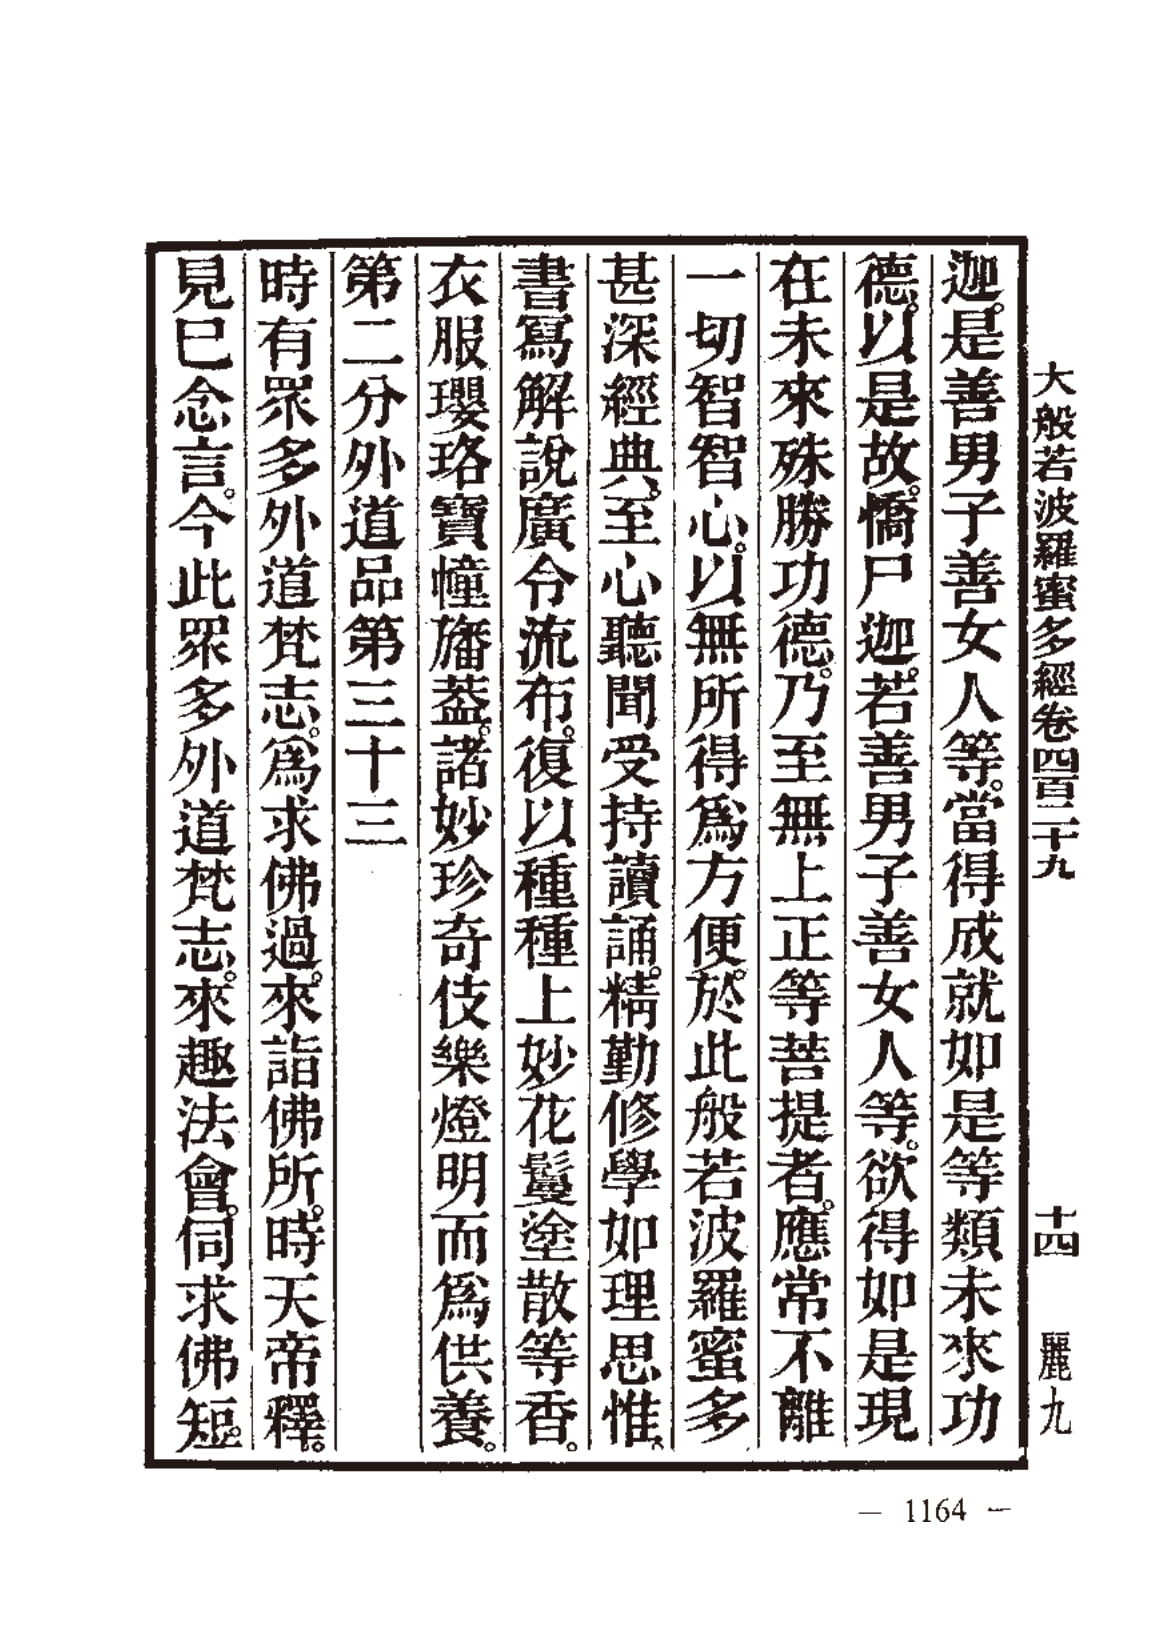 大般若波羅蜜多經卷四百二十九
十四
麗九
迦。是善男子善女人等。當得成就如是等類未來功
德。以是故。憍尸迦。若善男子善女人等。欲得如是現
在未來殊勝功德。乃至無上正等菩提者。應常不離
一切智智心。以無所得爲方便。於此般若波羅蜜多
甚深經典。至心聽聞受持讀誦。精勤修學如理思惟。
書寫解說廣令流布。復以種種上妙花鬘塗散等香。
衣服瓔珞寶幢旛葢。諸妙珍奇伎樂燈明而爲供養。
第二分外道品第三十三
時有眾多外道梵志。爲求佛過。來詣佛所。時天帝釋。
見巳念言。今此眾多外道梵志。來趣法會。伺求佛短。
— 1164 —